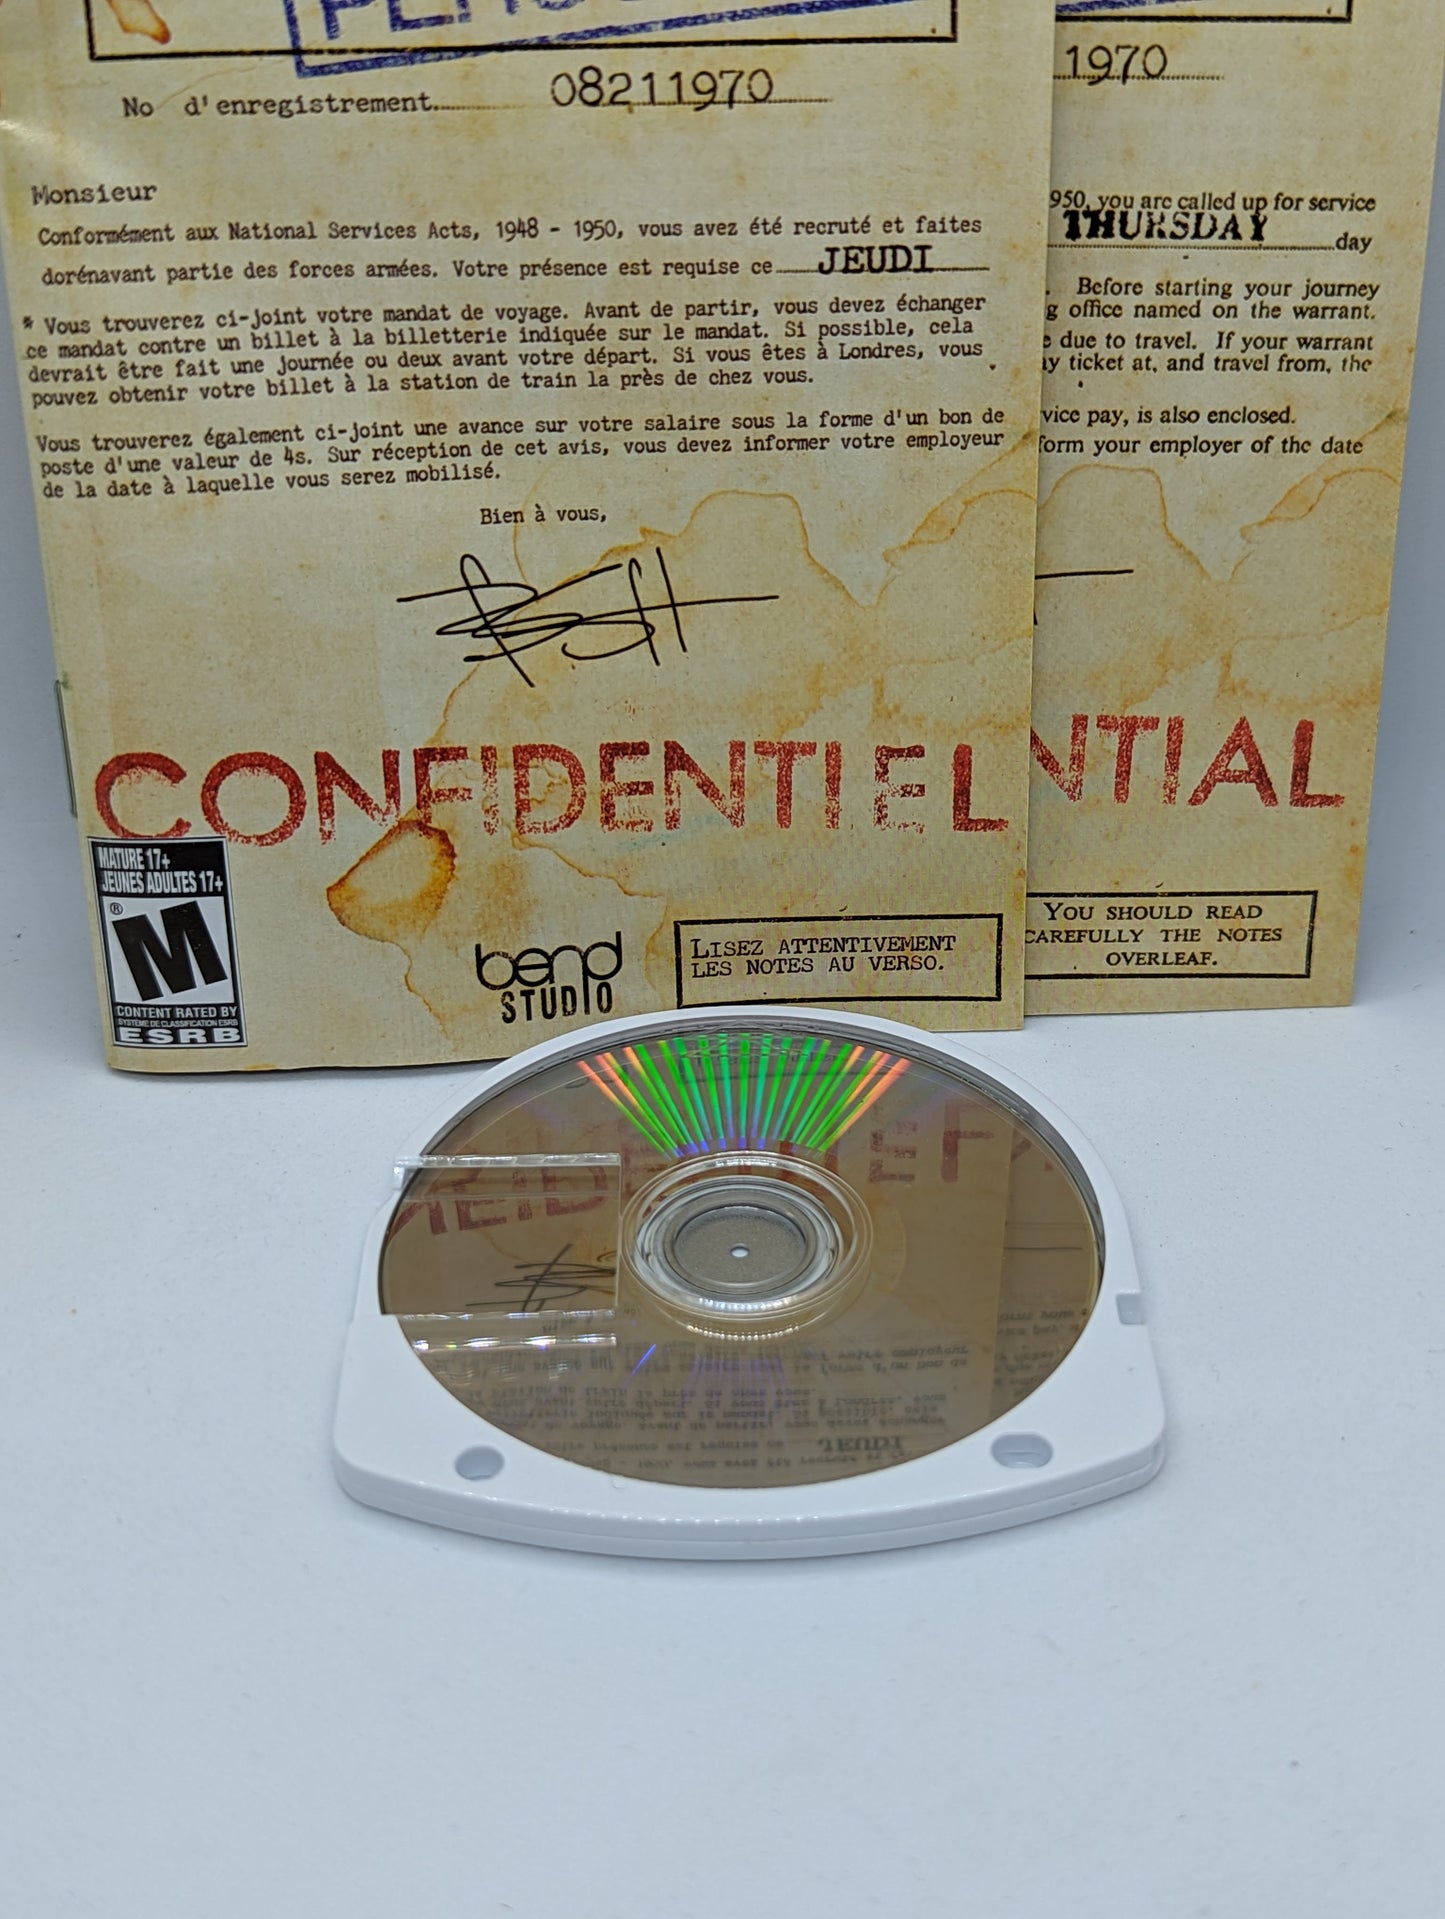 No d'enregistrement 08211970
Monsieur
Conformément aux National Services Acts, 1948 - 1950, vous avez été recruté et faites
dorénavant partie des forces armées. Votre présence est requise ce JEUDI
* Vous trouverez ci-joint votre mandat de voyage. Avant de partir, vous devez échanger
ce mandat contre un billet à la billetterie indiquée sur le mandat. Si possible, cela
devrait être fait une journée ou deux avant votre départ. Si vous êtes à Londres, vous
pouvez obtenir votre billet à la station de train la près de chez vous.
Vous trouverez également ci-joint une avance sur votre salaire sous la forme d'un bon de
poste d'une valeur de 4s. Sur réception de cet avis, vous devez informer votre employeur
de la date à laquelle vous serez mobilisé.
Bien à vous,
CONFIDENTIEL
MATURE 17+
JEUNES ADULTES 17+
M
CONTENT RATED BY
SYSTÈME DE CLASSIFICATION ESRB
ESRB
bend
STUDIO
LISEZ ATTENTIVEMENT
LES NOTES AU VERSO.
1970
950, you are called up for service
THURSDAY day
. Before starting your journey
g office named on the warrant.
e due to travel. If your warrant
ay ticket at, and travel from, the
vice pay, is also enclosed.
form your employer of the date
NTIAL
YOU SHOULD READ
CAREFULLY THE NOTES
OVERLEAF.